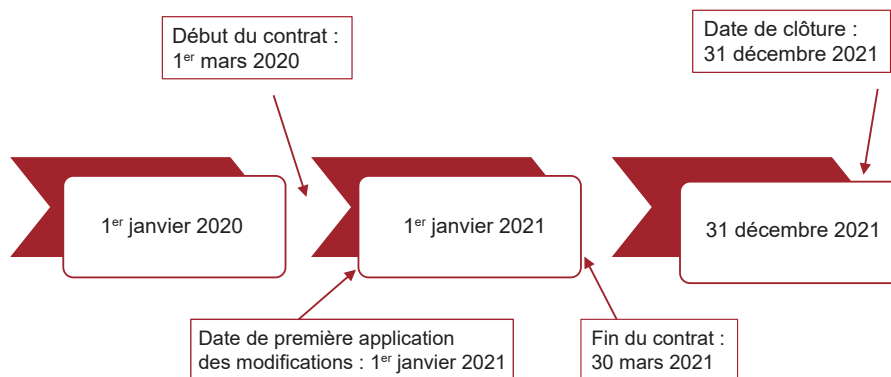 Début du contrat :
1er mars 2020
Date de clôture :
31 décembre 2021
1er janvier 2020
1er janvier 2021
31 décembre 2021
Date de première application
des modifications : 1er janvier 2021
Fin du contrat :
30 mars 2021